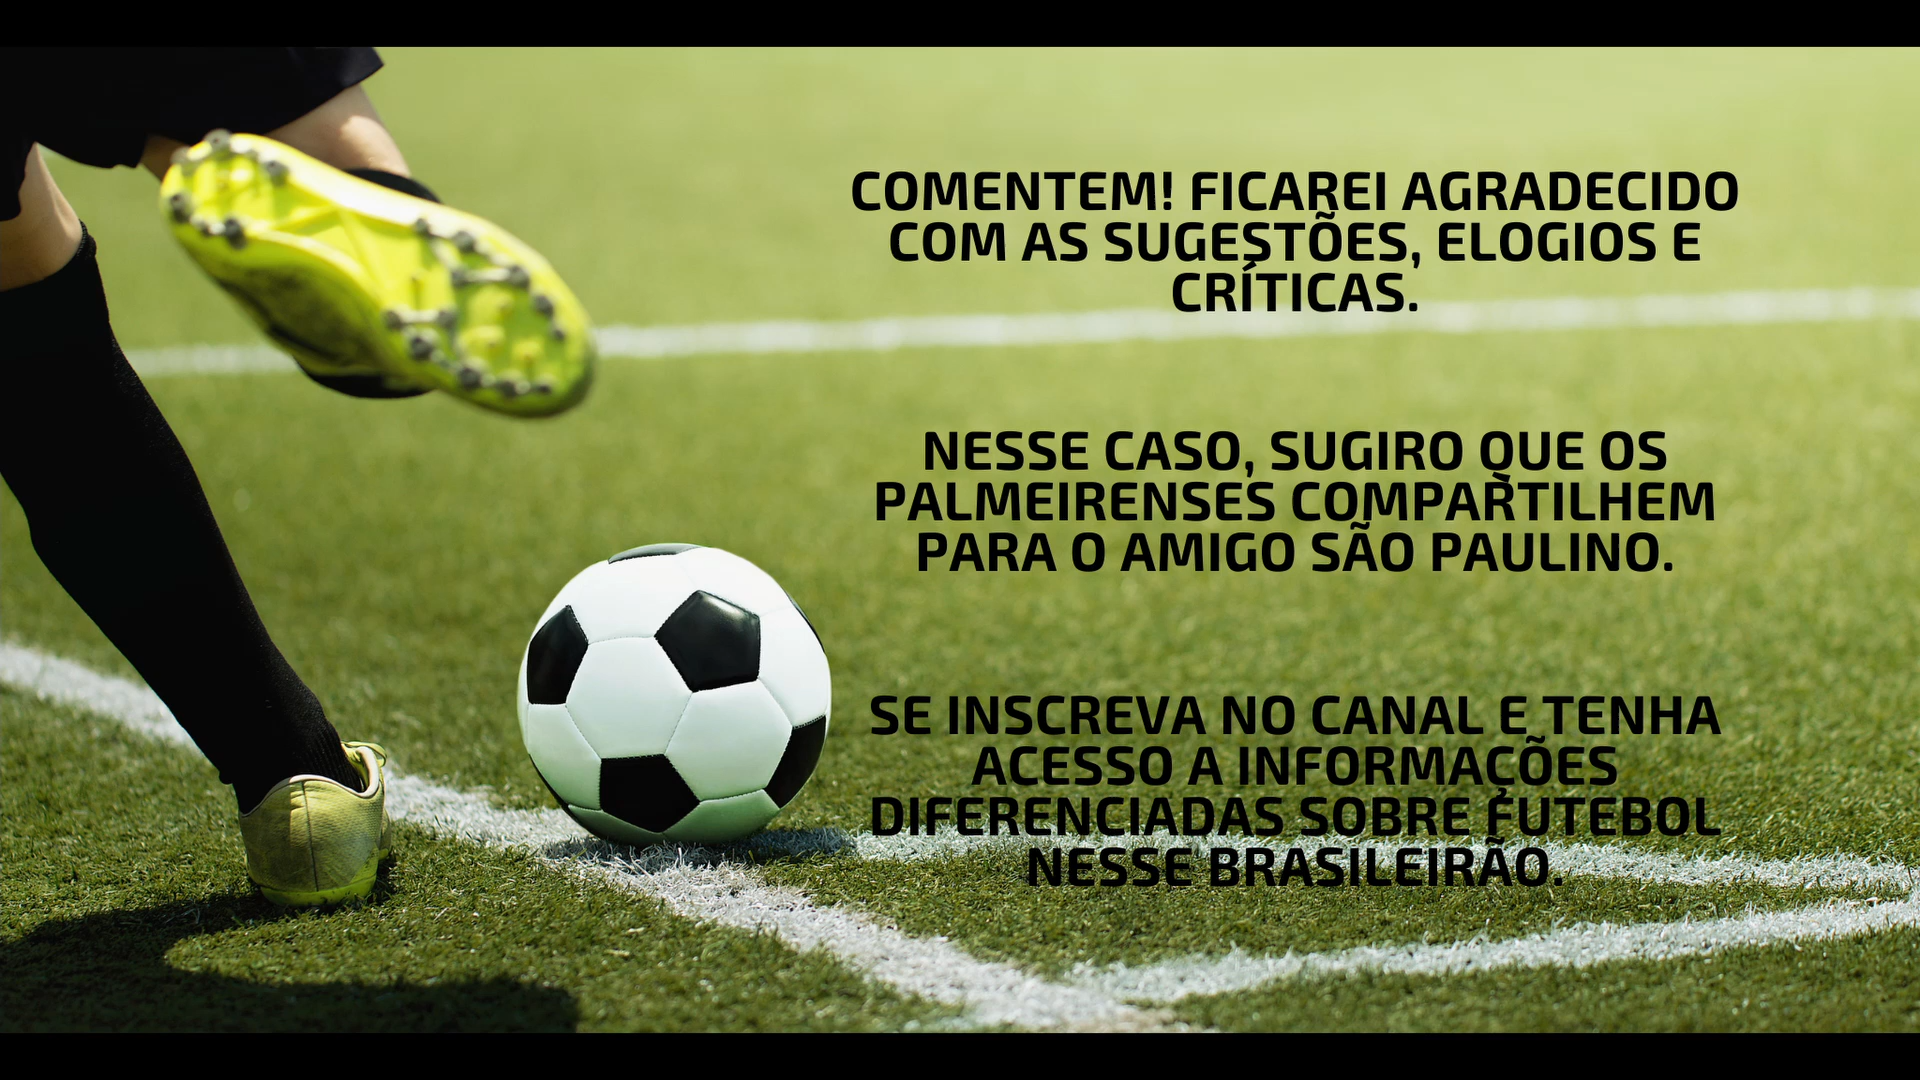 COMENTEM! FICAREI AGRADECIDO
COM AS SUGESTÕES, ELOGIOS E
CRÍTICAS.
NESSE CASO, SUGIRO QUE OS
PALMEIRENSES COMPARTILHEM
PARA O AMIGO SÃO PAULINO.
SE INSCREVA NO CANAL E TENHA
ACESSO A INFORMAÇÕES
DIFERENCIADAS SOBRE FUTEBOL
NESSE BRASILEIRÃO.